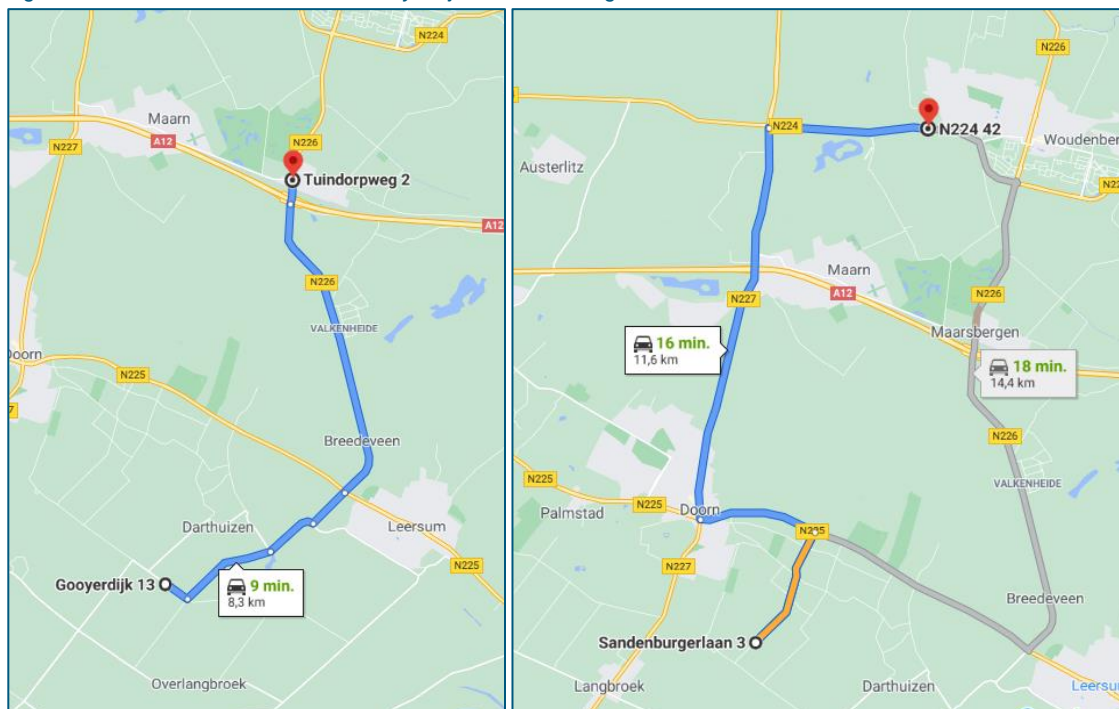 N224
Maarn
N227
A12
N226
Tuindorpweg 2
A12
N226
VALKENHEIDE
Doorn
N225
Breedeveen
Darthuizen
Leersum
N225
Gooyerdijk 13
9 min.
8,3 km
Overlangbroek
N226
N224
N224 42
Woudenber
Austerlitz
Maarn
A12
N227
N226
Maarsbergen
16 min.
11,6 km
18 min.
14,4 km
N226
VALKENHEIDE
N225
N225
Palmstad
Doorn
N225
N227
Breedeveen
Sandenburgerlaan 3
Langbroek
Darthuizen
Leersum